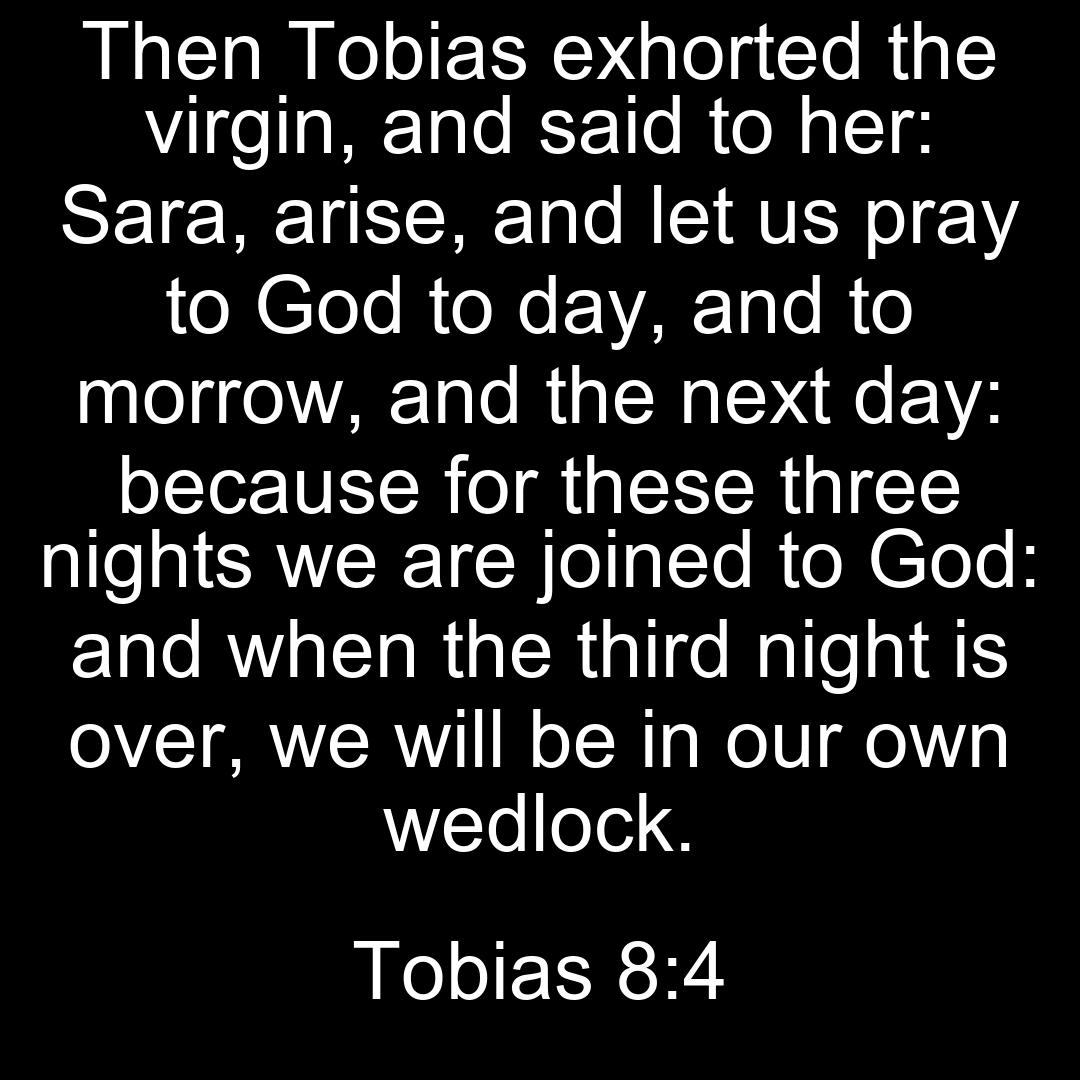 Then Tobias exhorted the
virgin, and said to her:
Sara, arise, and let us pray
to God to day, and to
morrow, and the next day:
because for these three
nights we are joined to God:
and when the third night is
over, we will be in our own
wedlock.
Tobias 8:4